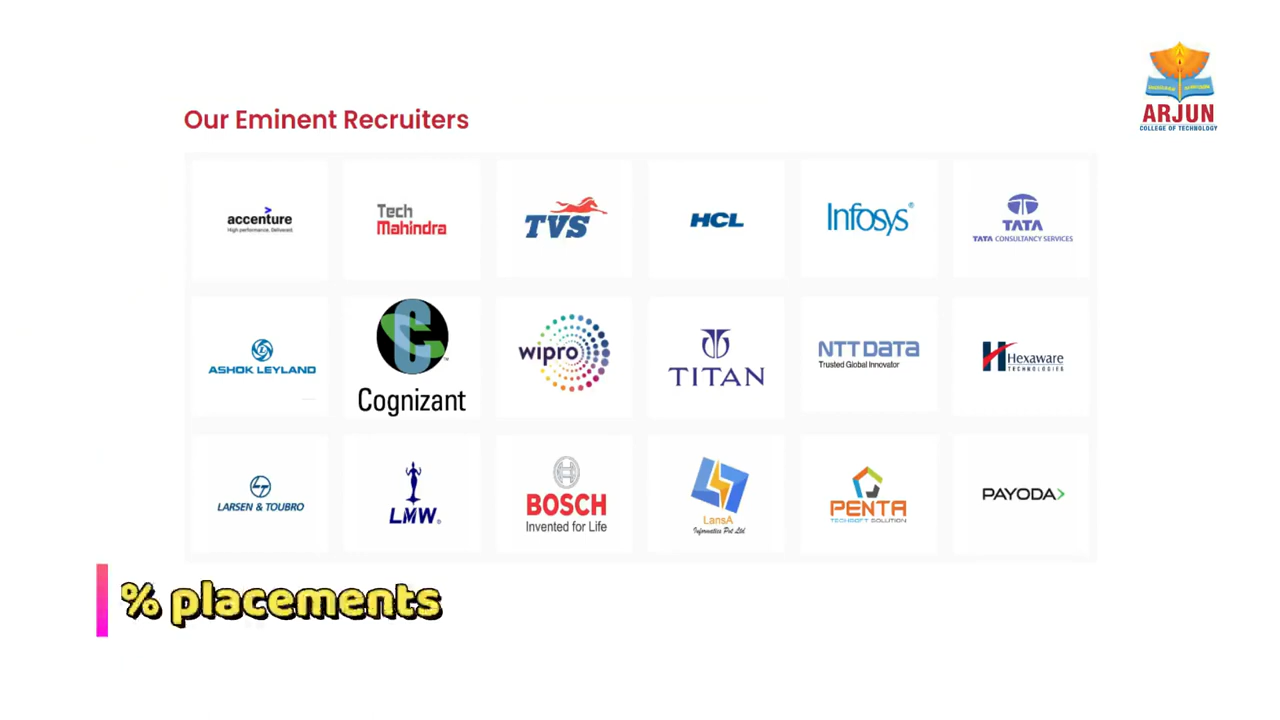 ARJUN
COLLEGE OF TECHNOLOGY
Our Eminent Recruiters
accenture
High performance. Delivered.
Tech
Mahindra
TVS
HCL
Infosys®
TATA
TATA CONSULTANCY SERVICES
ASHOK LEYLAND
Cognizant
wipro
TITAN
NTT DATA
Trusted Global Innovator
Hexaware
TECHNOLOGIES
LARSEN & TOUBRO
LMW
BOSCH
Invented for Life
LansA
Informatics Pvt Ltd
PENTA
TECHSOFT SOLUTION
PAYODA
% placements